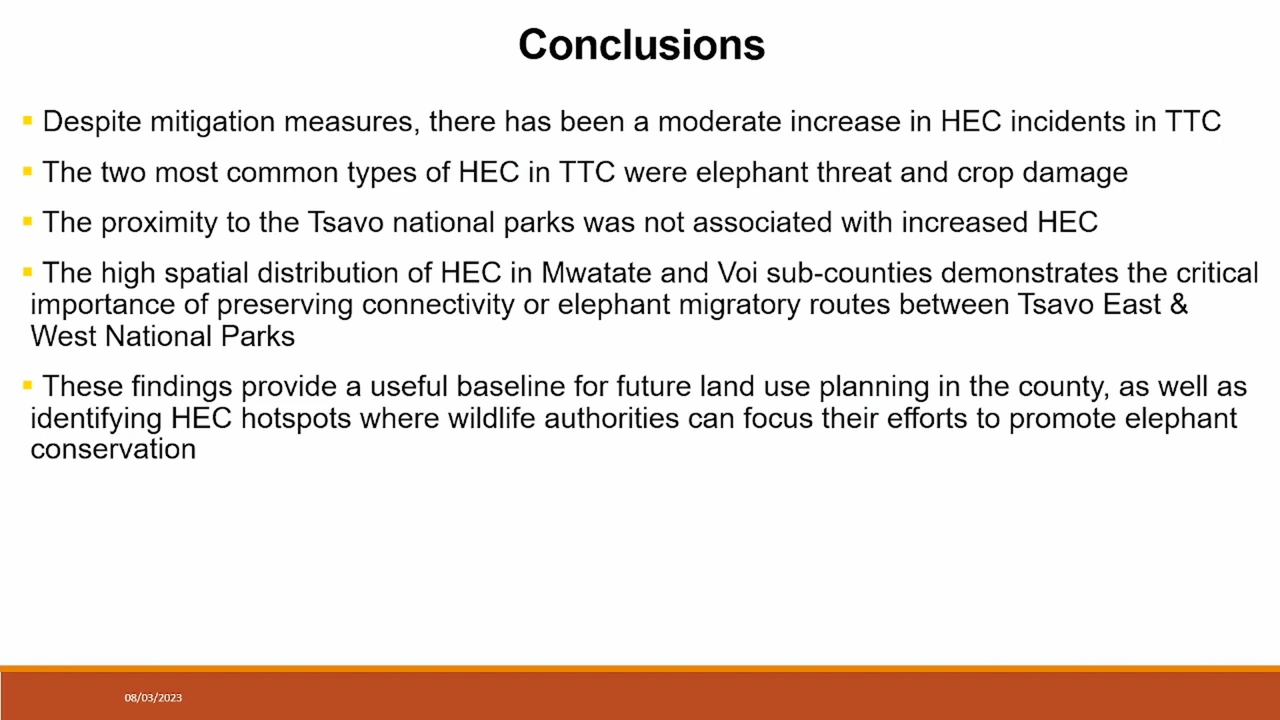 Conclusions
Despite mitigation measures, there has been a moderate increase in HEC incidents in TTC
The two most common types of HEC in TTC were elephant threat and crop damage
The proximity to the Tsavo national parks was not associated with increased HEC
The high spatial distribution of HEC in Mwatate and Voi sub-counties demonstrates the critical
importance of preserving connectivity or elephant migratory routes between Tsavo East &
West National Parks
These findings provide a useful baseline for future land use planning in the county, as well as
identifying HEC hotspots where wildlife authorities can focus their efforts to promote elephant
conservation
08/03/2023